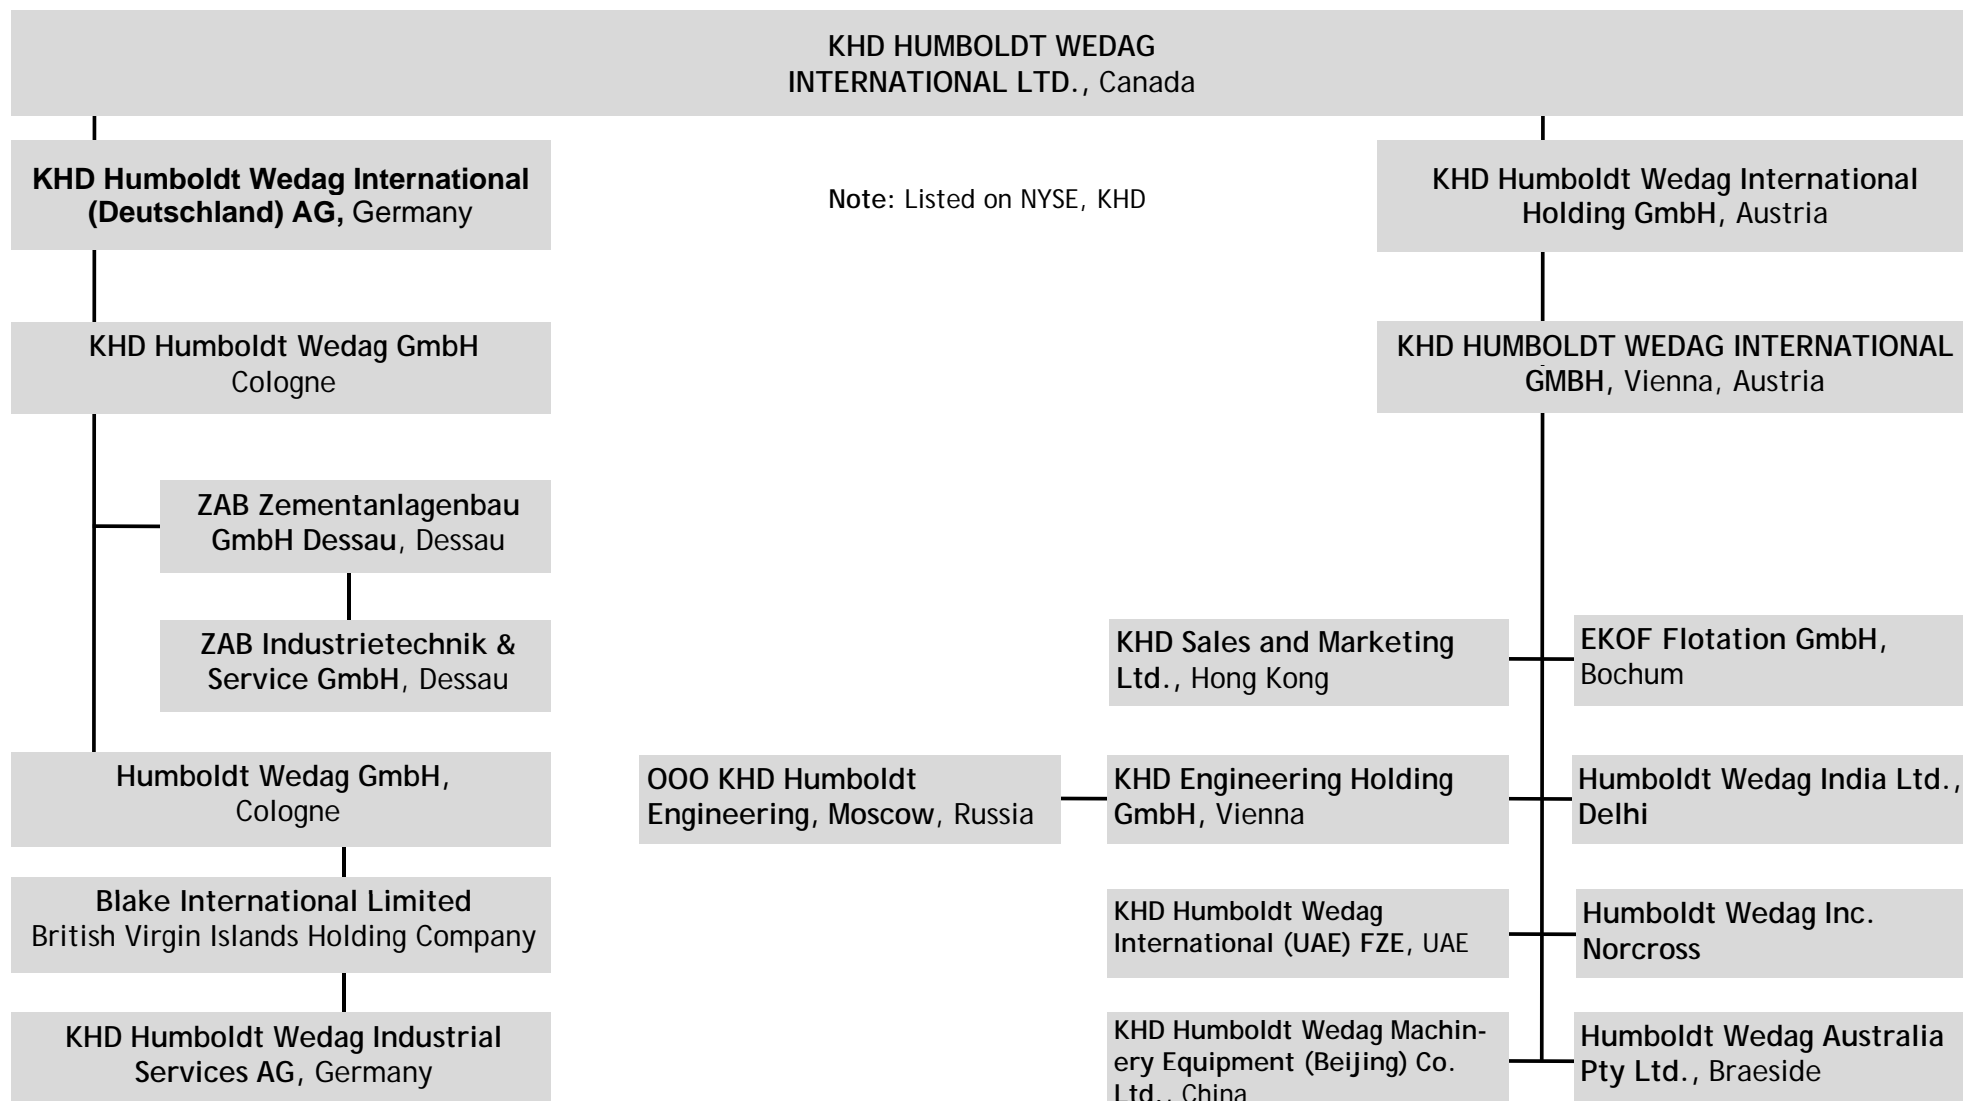 KHD HUMBOLDT WEDAG
INTERNATIONAL LTD., Canada
KHD Humboldt Wedag International
(Deutschland) AG, Germany
Note: Listed on NYSE, KHD
KHD Humboldt Wedag International
Holding GmbH, Austria
KHD Humboldt Wedag GmbH
Cologne
KHD HUMBOLDT WEDAG INTERNATIONAL
GMBH, Vienna, Austria
ZAB Zementanlagenbau
GmbH Dessau, Dessau
ZAB Industrietechnik &
Service GmbH, Dessau
KHD Sales and Marketing
Ltd., Hong Kong
EKOF Flotation GmbH,
Bochum
Humboldt Wedag GmbH,
Cologne
OOO KHD Humboldt
Engineering, Moscow, Russia
KHD Engineering Holding
GmbH, Vienna
Humboldt Wedag India Ltd.,
Delhi
Blake International Limited
British Virgin Islands Holding Company
KHD Humboldt Wedag
International (UAE) FZE, UAE
Humboldt Wedag Inc.
Norcross
KHD Humboldt Wedag Industrial
Services AG, Germany
KHD Humboldt Wedag Machin-
ery Equipment (Beijing) Co.
Ltd., China
Humboldt Wedag Australia
Pty Ltd., Braeside